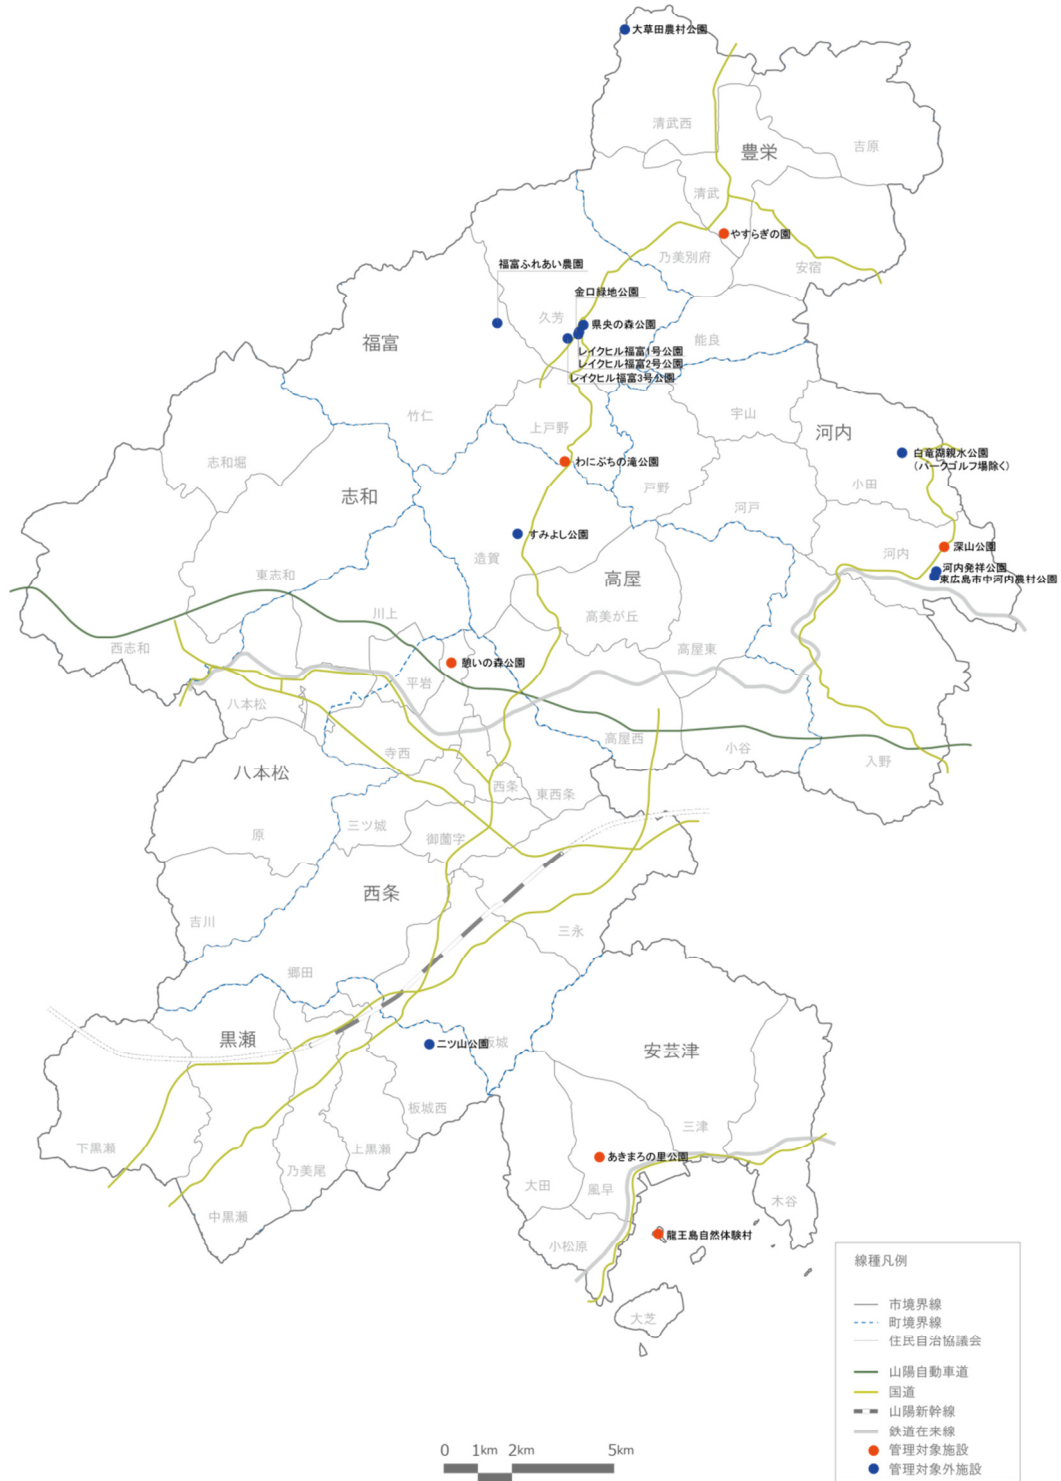 大草田農村公園
清武西
豊栄
吉原
清武
やすらぎの園
乃美別府
安宿
福富ふれあい農園
金口緑地公園
久芳
県央の森公園
福富
能良
レイクヒル福富1号公園
レイクヒル福富2号公園
レイクヒル福富3号公園
竹仁
上戸野
宇山
河内
白竜湖親水公園
(パークゴルフ場除く)
志和堀
わにぶちの滝公園
志和
戸野
小田
河戸
すみよし公園
造賀
河内
深山公園
東志和
高屋
河内発祥公園
東広島市中河内農村公園
川上
高美が丘
西志和
高屋東
憩いの森公園
平岩
八本松
寺西
高屋西
小谷
入野
八本松
西条
東西条
原
三ツ城
御薗宇
西条
吉川
三永
郷田
黒瀬
二ツ山公園
板城
安芸津
板城西
下黒瀬
上黒瀬
三津
乃美尾
あきまろの里公園
大田
風早
中黒瀬
木谷
小松原
龍王島自然体験村
大芝
線種凡例
市境界線
町境界線
住民自治協議会
山陽自動車道
国道
山陽新幹線
鉄道在来線
管理対象施設
管理対象外施設
0 1km 2km 5km